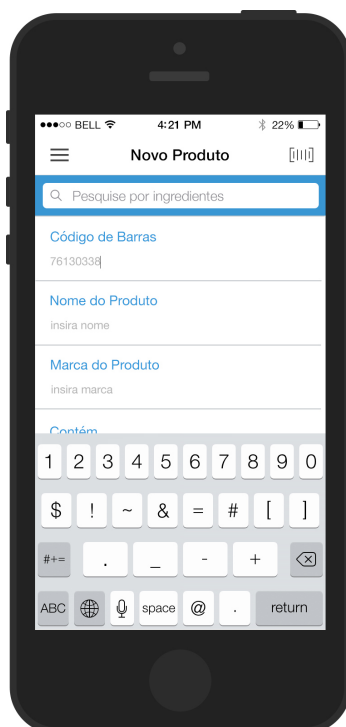 BELL 4:21 PM 22%
Novo Produto
Pesquise por ingredientes
Código de Barras
76130338
Nome do Produto
insira nome
Marca do Produto
insira marca
Contém
1 2 3 4 5 6 7 8 9 0
$ ! ~ & = # [ ]
#+= . _ - +
ABC space @ . return